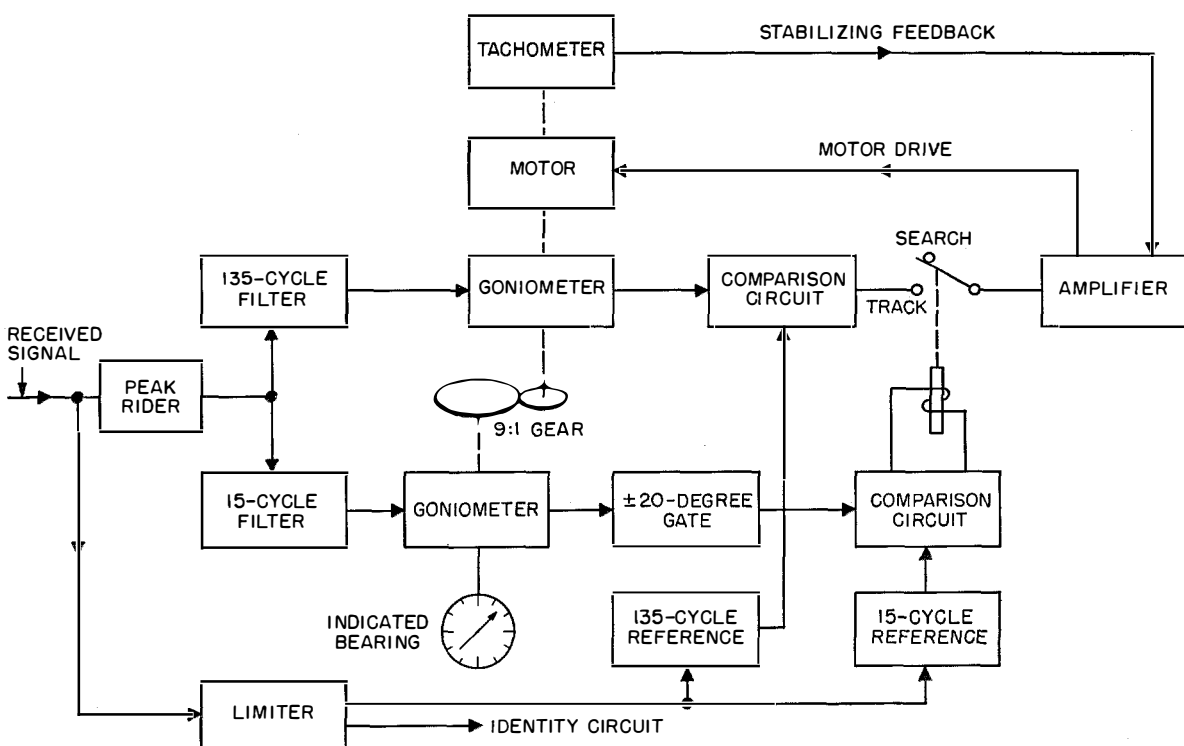 TACHOMETER
STABILIZING FEEDBACK
MOTOR
MOTOR DRIVE
135-CYCLE
FILTER
GONIOMETER
COMPARISON
CIRCUIT
SEARCH
TRACK
AMPLIFIER
RECEIVED
SIGNAL
PEAK
RIDER
9:1 GEAR
15-CYCLE
FILTER
GONIOMETER
±20-DEGREE
GATE
COMPARISON
CIRCUIT
INDICATED
BEARING
135-CYCLE
REFERENCE
15-CYCLE
REFERENCE
LIMITER
IDENTITY CIRCUIT